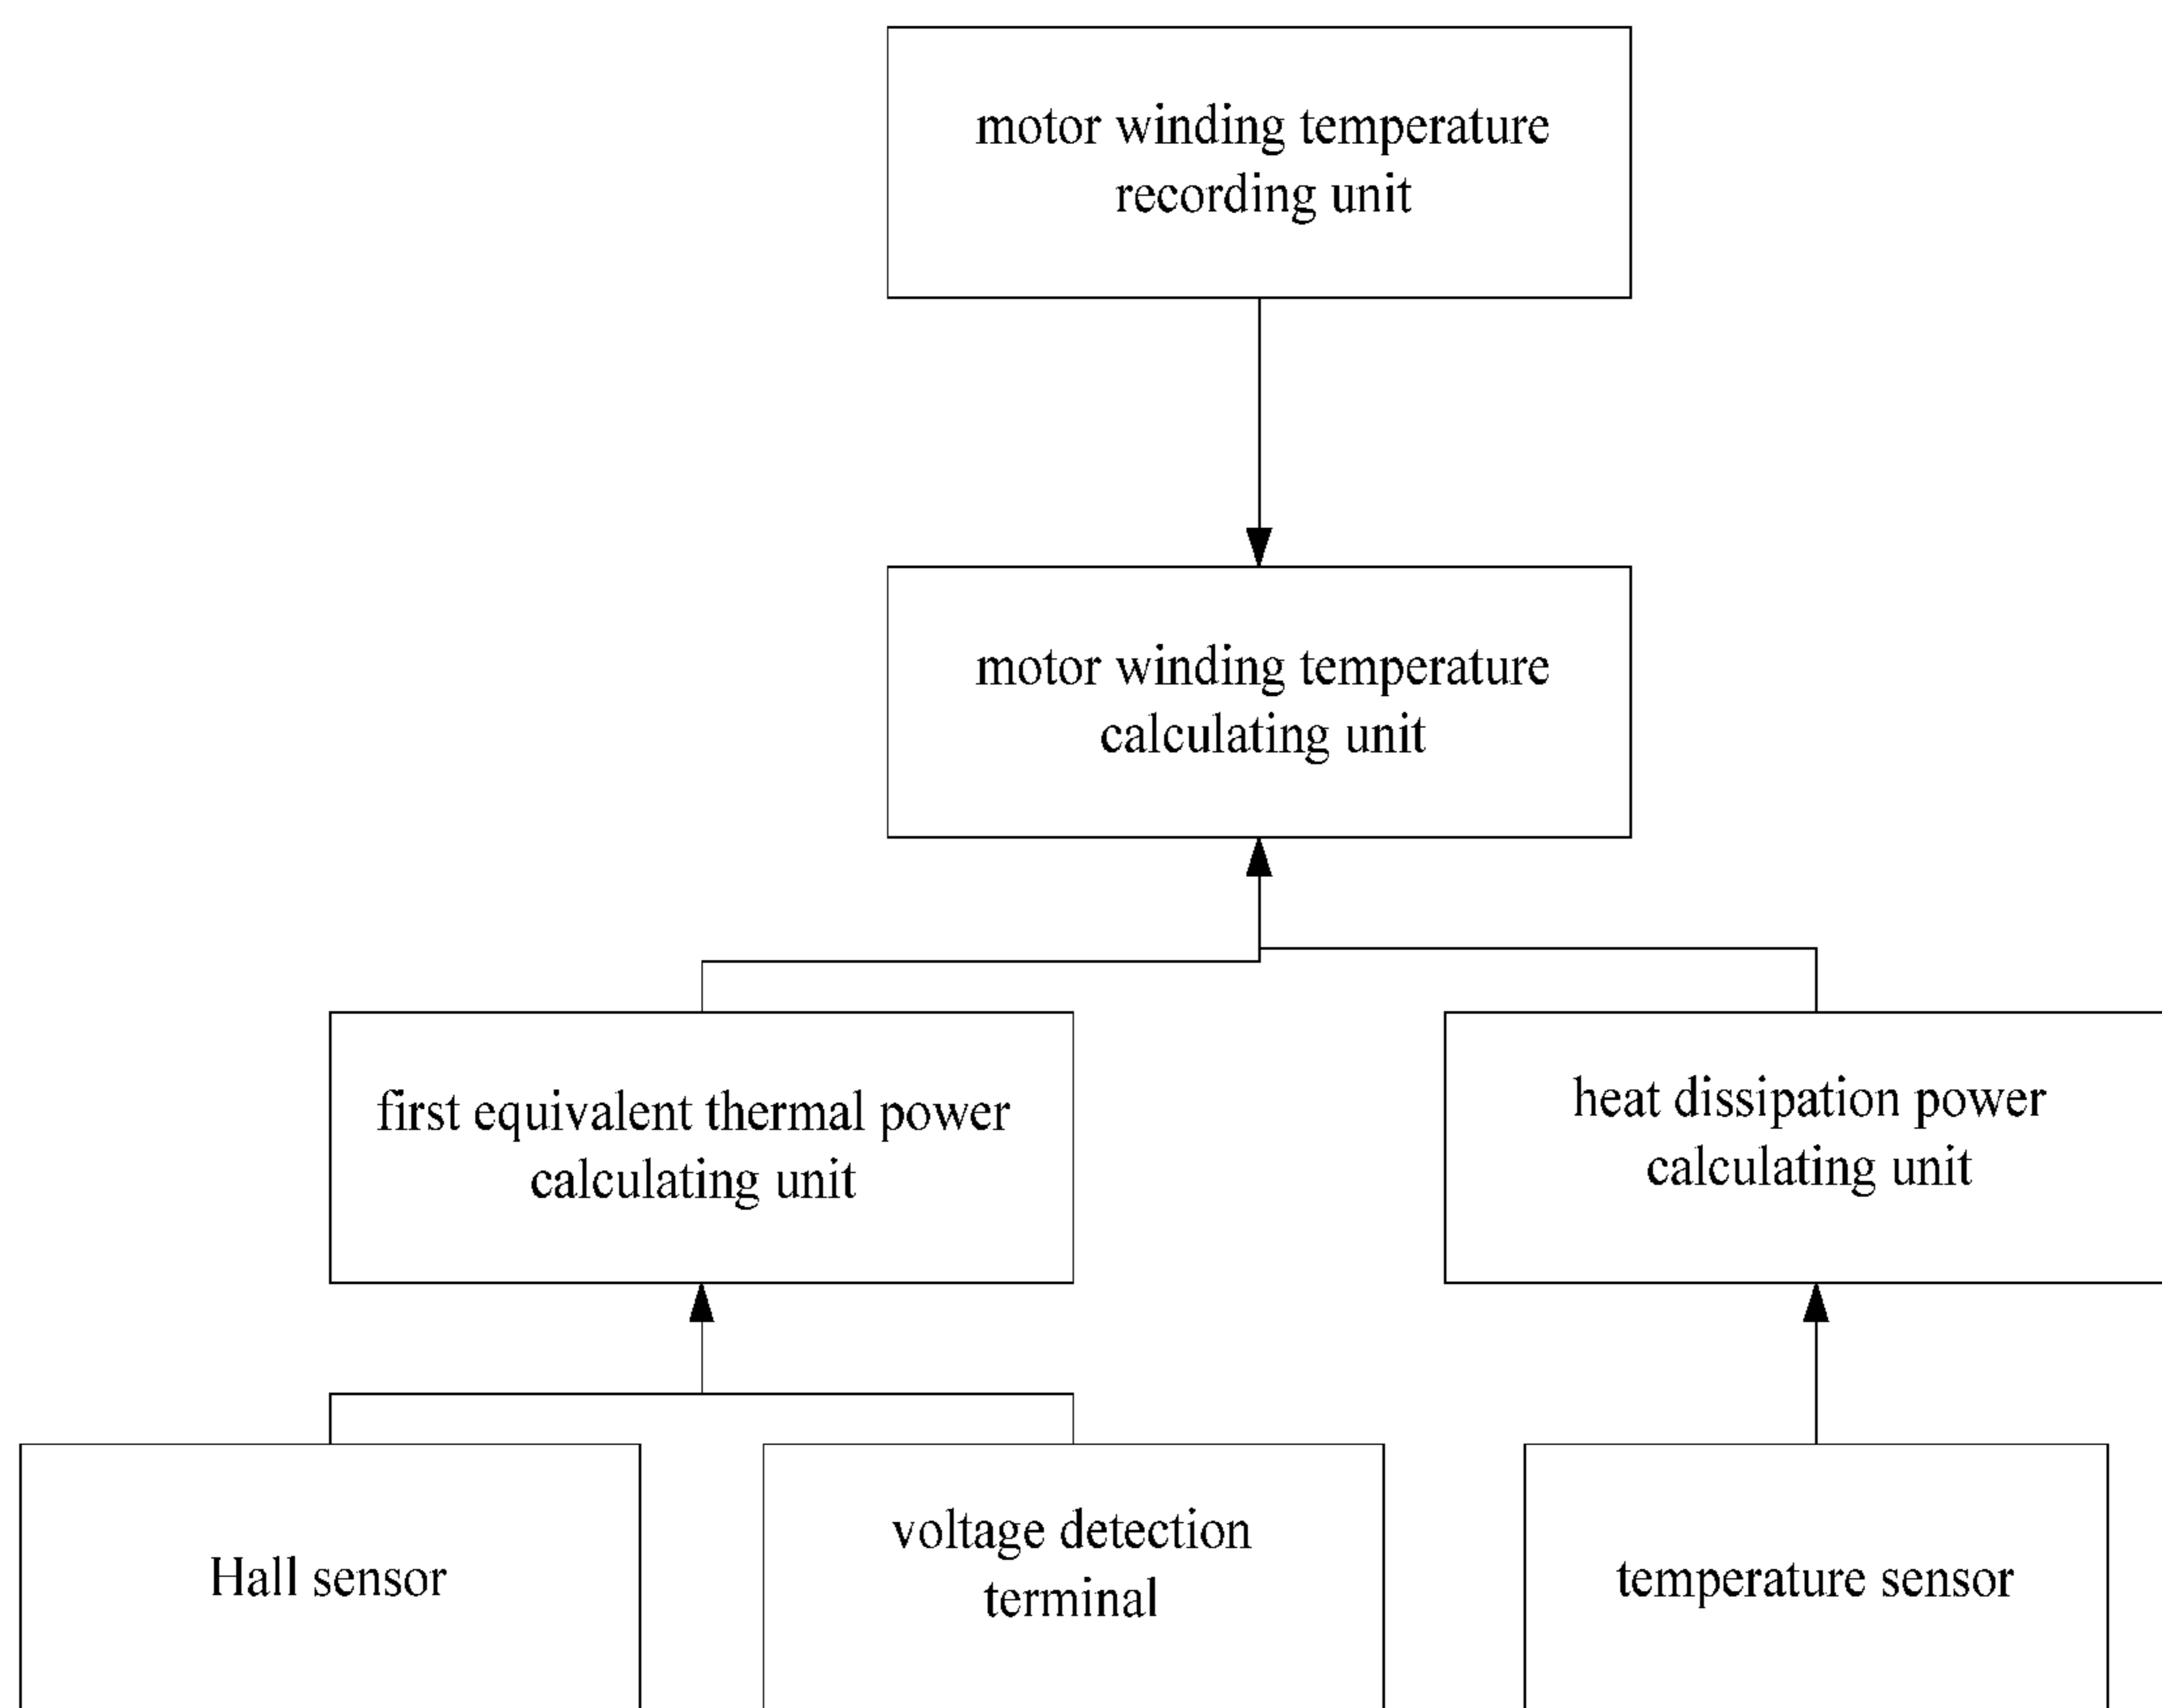 motor winding temperature
recording unit
motor winding temperature
calculating unit
first equivalent thermal power
calculating unit
heat dissipation power
calculating unit
Hall sensor
voltage detection
terminal
temperature sensor